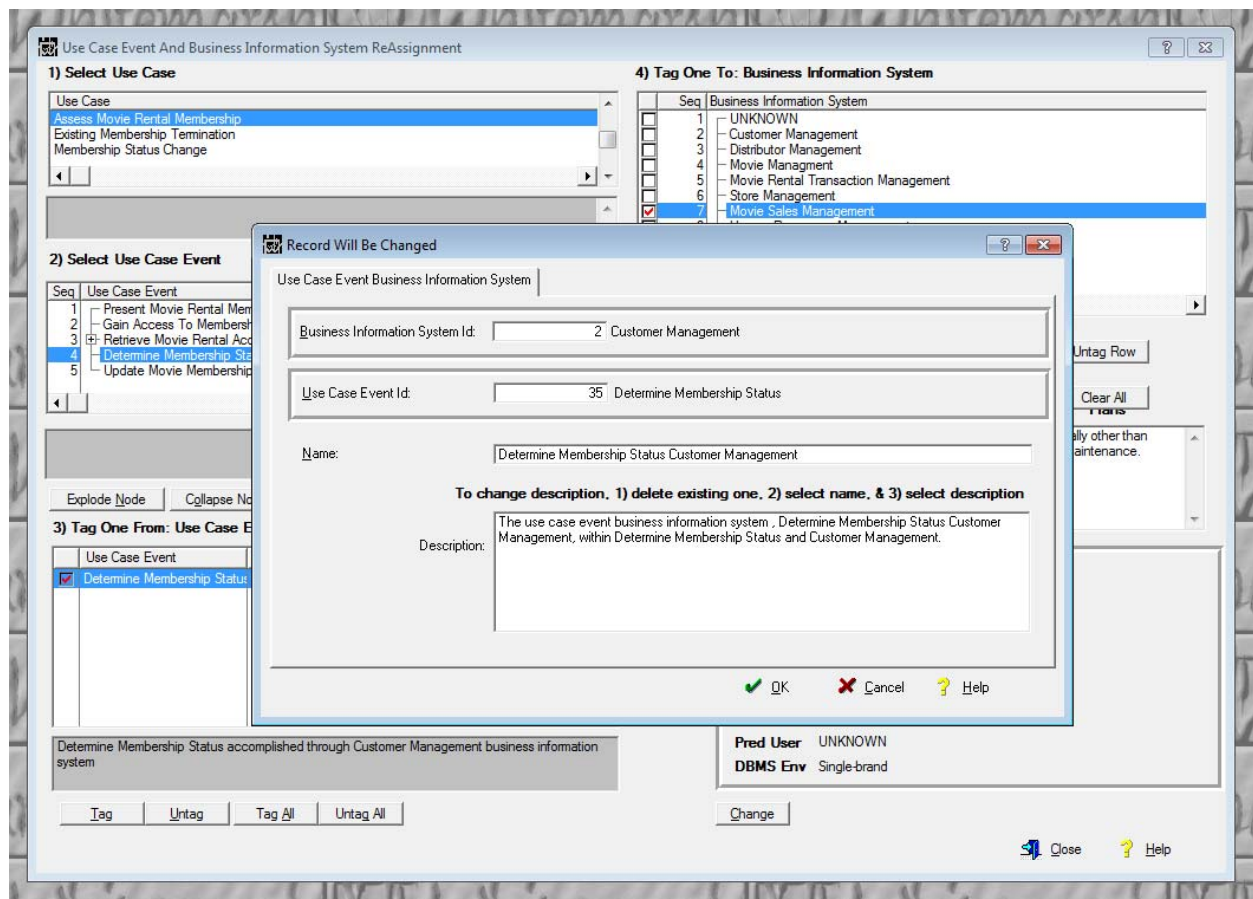 Use Case Event And Business Information System ReAssignment
1) Select Use Case
Use Case
Assess Movie Rental Membership
Existing Membership Termination
Membership Status Change
2) Select Use Case Event
Seq Use Case Event
1 Present Movie Rental
2 Gain Access To
3 Retrieve Movie Rental
4 Determine Membership
5 Update Movie Membership
Explode Node
Collapse
3) Tag One From: Use Case
Use Case Event
Determine Membership Status
Determine Membership Status accomplished through Customer Management business information
system
Tag
Untag
Tag All
Untag All
4) Tag One To: Business Information System
Seq Business Information System
1 UNKNOWN
2 Customer Management
3 Distributor Management
4 Movie Managment
5 Movie Rental Transaction Management
6 Store Management
7 Movie Sales Management
Untag Row
Clear All
other than
Pred User UNKNOWN
DBMS Env Single-brand
Change
Close
Help
Record Will Be Changed
Use Case Event Business Information System
Business Information System Id: 2 Customer Management
Use Case Event Id: 35 Determine Membership Status
Name: Determine Membership Status Customer Management
To change description, 1) delete existing one, 2) select name, & 3) select description
Description:
The use case event business information system , Determine Membership Status Customer
Management, within Determine Membership Status and Customer Management.
OK
Cancel
Help